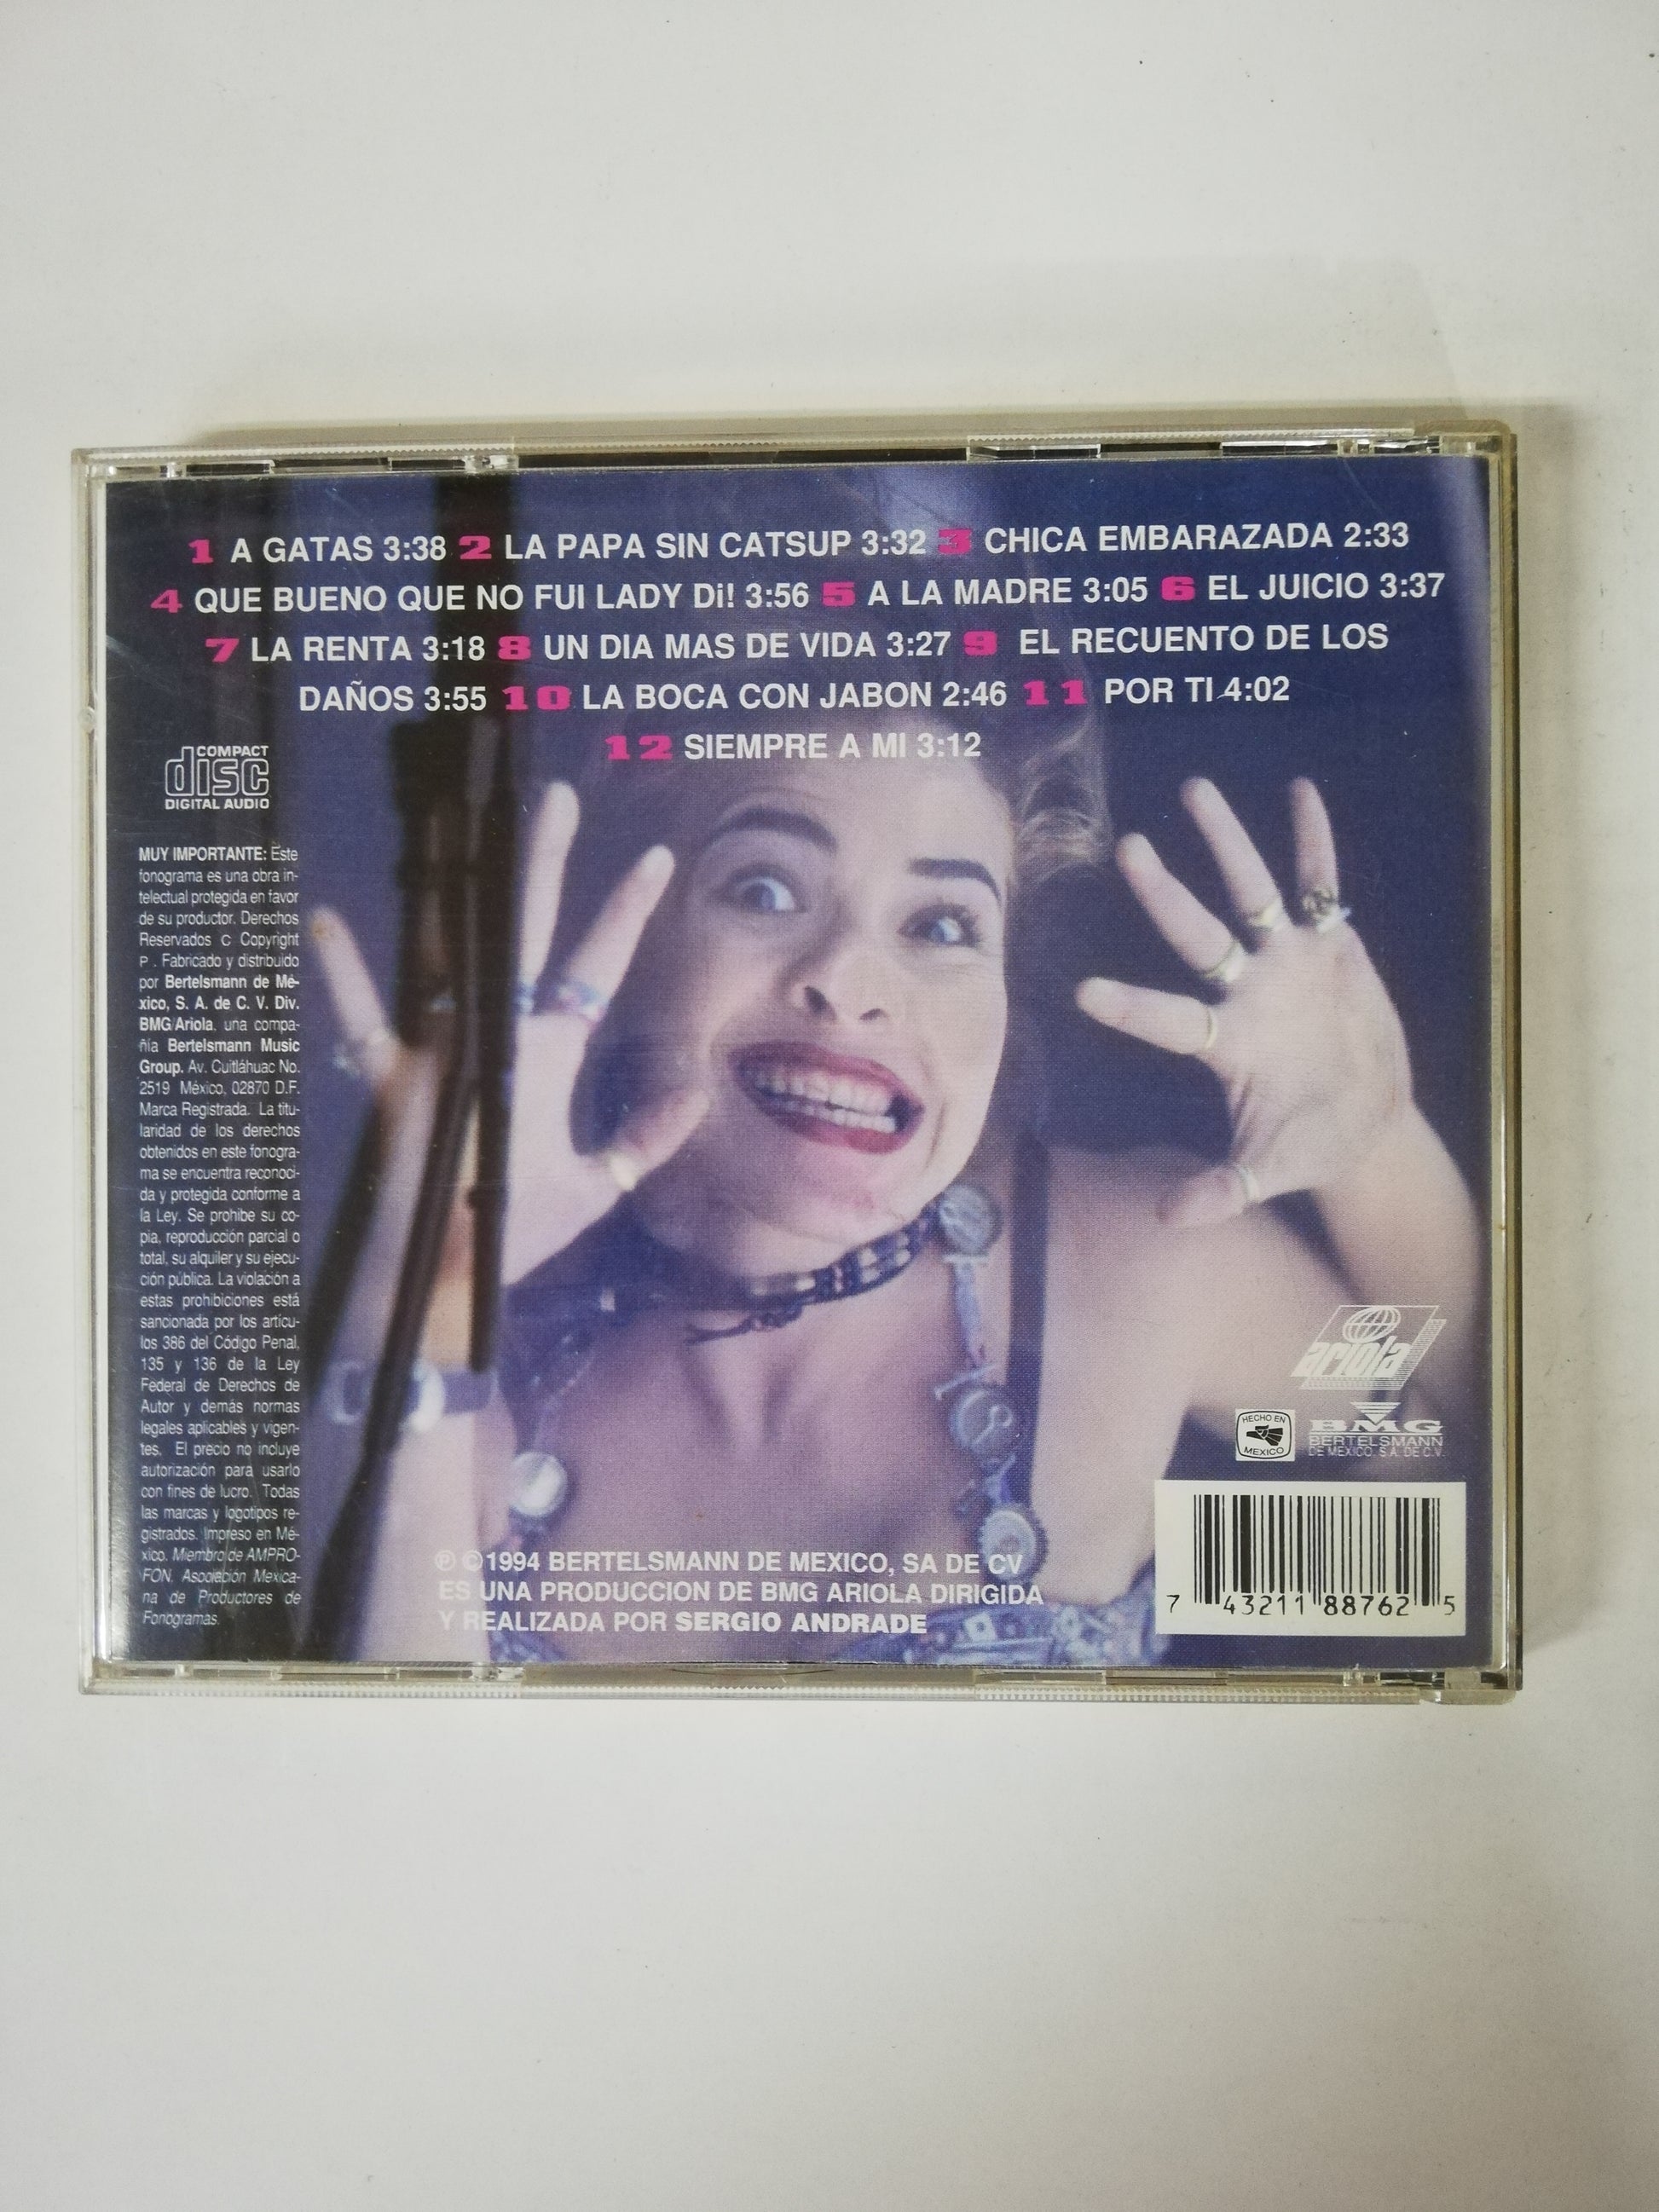 1 A GATAS 3:38 2 LA PAPA SIN CATSUP 3:32 3 CHICA EMBARAZADA 2:33
4 QUE BUENO QUE NO FUI LADY Di! 3:56 5 A LA MADRE 3:05 6 EL JUICIO 3:37
7 LA RENTA 3:18 8 UN DIA MAS DE VIDA 3:27 9 EL RECUENTO DE LOS
DAÑOS 3:55 10 LA BOCA CON JABON 2:46 11 POR TI 4:02
12 SIEMPRE A MI 3:12
COMPACT
disc
DIGITAL AUDIO
MUY IMPORTANTE: Este
fonograma es una obra in-
telectual protegida en favor
de su productor. Derechos
Reservados C Copyright
P . Fabricado y distribuido
por Bertelsmann de Mé-
xico, S. A. de C. V. Div.
BMG/Ariola, una compa-
ñía Bertelsmann Music
Group. Av. Cuitláhuac No.
2519 México, 02870 D.F.
Marca Registrada. La titu-
laridad de los derechos
obtenidos en este fonogra-
ma se encuentra reconoci-
da y protegida conforme a
la Ley. Se prohibe su co-
pia, reproducción parcial o
total, su alquiler y su ejecu-
ción pública. La violación a
estas prohibiciones está
sancionada por los artícu-
los 386 del Código Penal,
135 y 136 de la Ley
Federal de Derechos de
Autor y demás normas
legales aplicables y vigen-
tes. El precio no incluye
autorización para usarlo
con fines de lucro. Todas
las marcas y logotipos re-
gistrados. Impreso en Mé-
xico. Miembro de AMPRO-
FON. Asociación Mexica-
na de Productores de
Fonogramas.
℗ © 1994 BERTELSMANN DE MEXICO, SA DE CV
ES UNA PRODUCCION DE BMG ARIOLA DIRIGIDA
Y REALIZADA POR SERGIO ANDRADE
ariola
HECHO EN
MEXICO
BMG
BERTELSMANN
DE MEXICO, S.A. DE C.V.
7 43211 88762 5